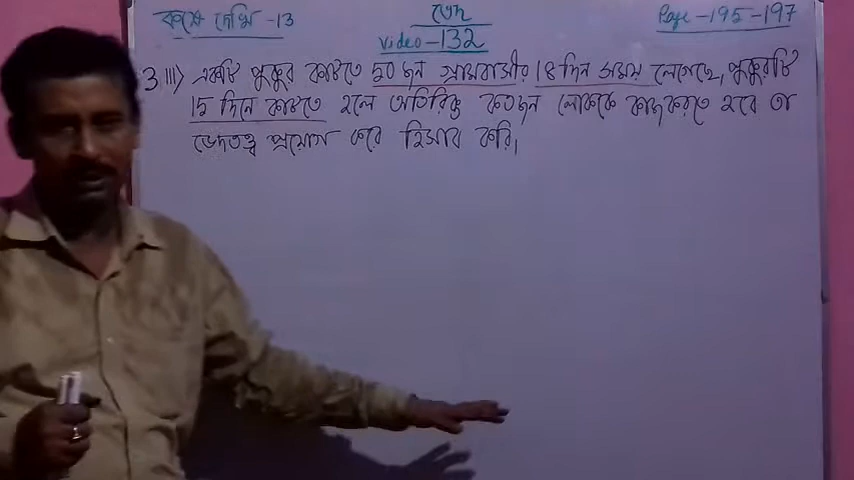 কষে দেখি -13
ভেদ
Video -132
Page -195 -197
3 III> একটি পুকুর কাটতে 50 জন গ্রামবাসীর 18 দিন সময় লেগেছে, পুকুরটি
15 দিনে কাটতে হলে অতিরিক্ত কতজন লোককে কাজ করতে হবে তা
ভেদতত্ত্ব প্রয়োগ করে হিসাব করি,